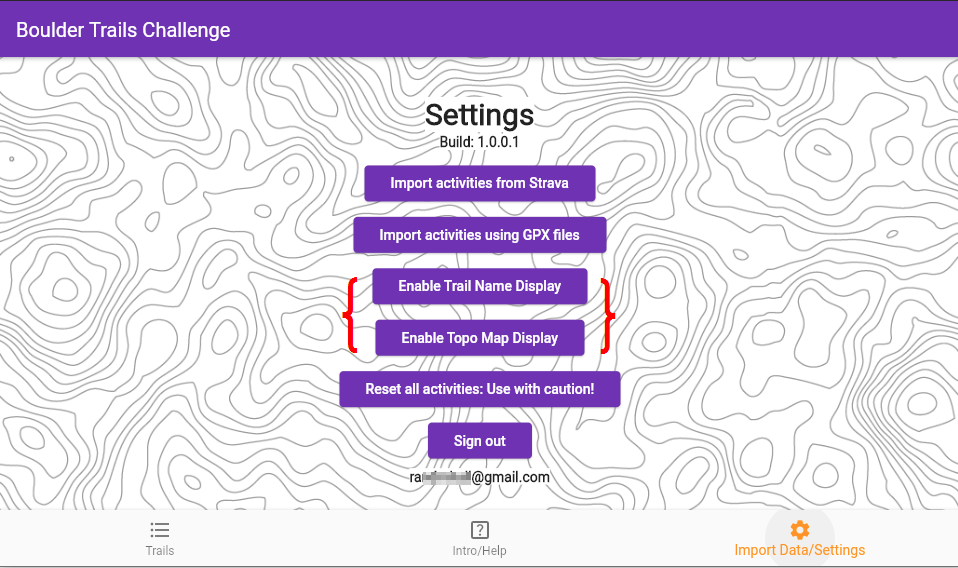 Boulder Trails Challenge
Settings
Build: 1.0.0.1
Import activities from Strava
Import activities using GPX files
Enable Trail Name Display
Enable Topo Map Display
Reset all activities: Use with caution!
Sign out
@gmail.com
Trails
Intro/Help
Import Data/Settings